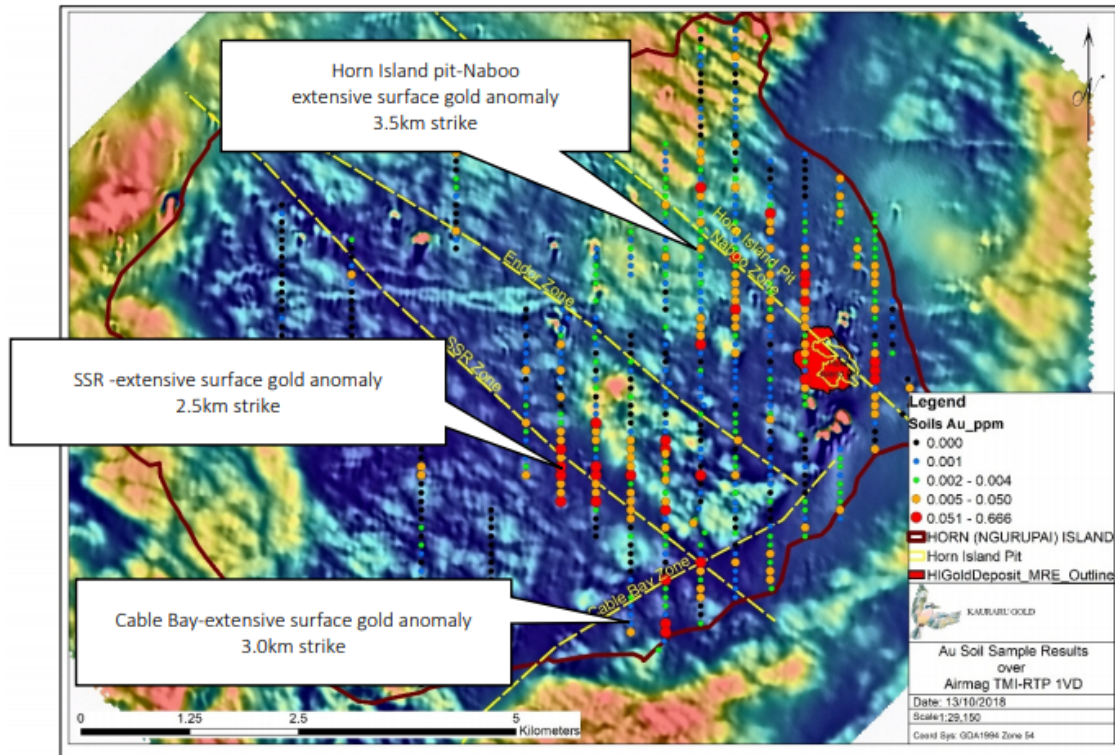 Horn Island pit-Naboo
extensive surface gold anomaly
3.5km strike
Horn Island Pit
Naboo Zone
Endor Zone
SSR Zone
SSR -extensive surface gold anomaly
2.5km strike
Cable Bay Zone
Cable Bay-extensive surface gold anomaly
3.0km strike
0 1.25 2.5 5
Kilometers
Legend
Soils Au_ppm
0.000
0.001
0.002 - 0.004
0.005 - 0.050
0.051 - 0.666
HORN (NGURUPAI) ISLAND
Horn Island Pit
HIGoldDeposit_MRE_Outline
KAURARU GOLD
Au Soil Sample Results
over
Airmag TMI-RTP 1VD
Date: 13/10/2018
Scale1:29,150
Coord Sys: GDA1994 Zone 54